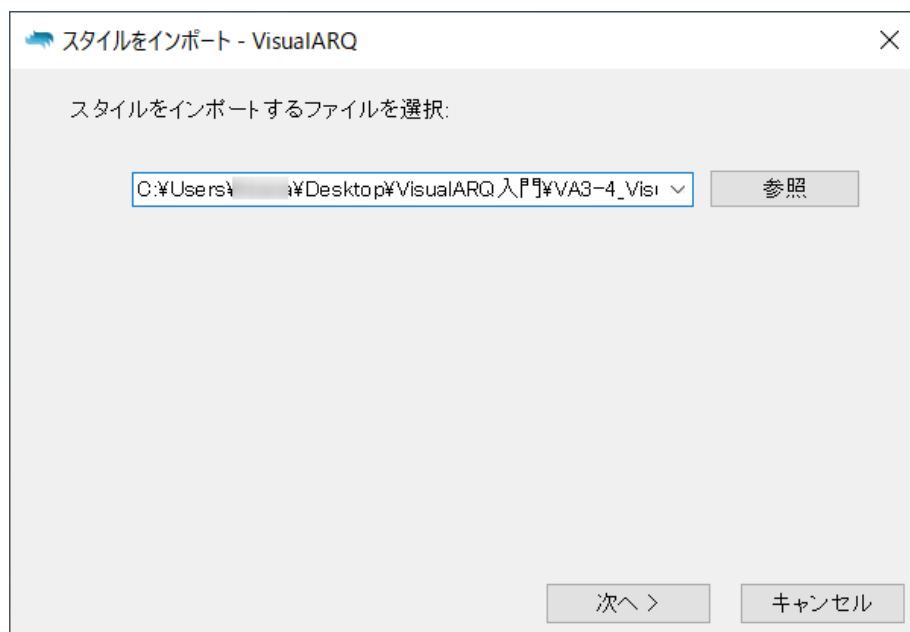 スタイルをインポート - VisualARQ
スタイルをインポートするファイルを選択:
C:¥Users¥ a¥Desktop¥VisualARQ入門¥VA3-4_Vis 参照
次へ > キャンセル